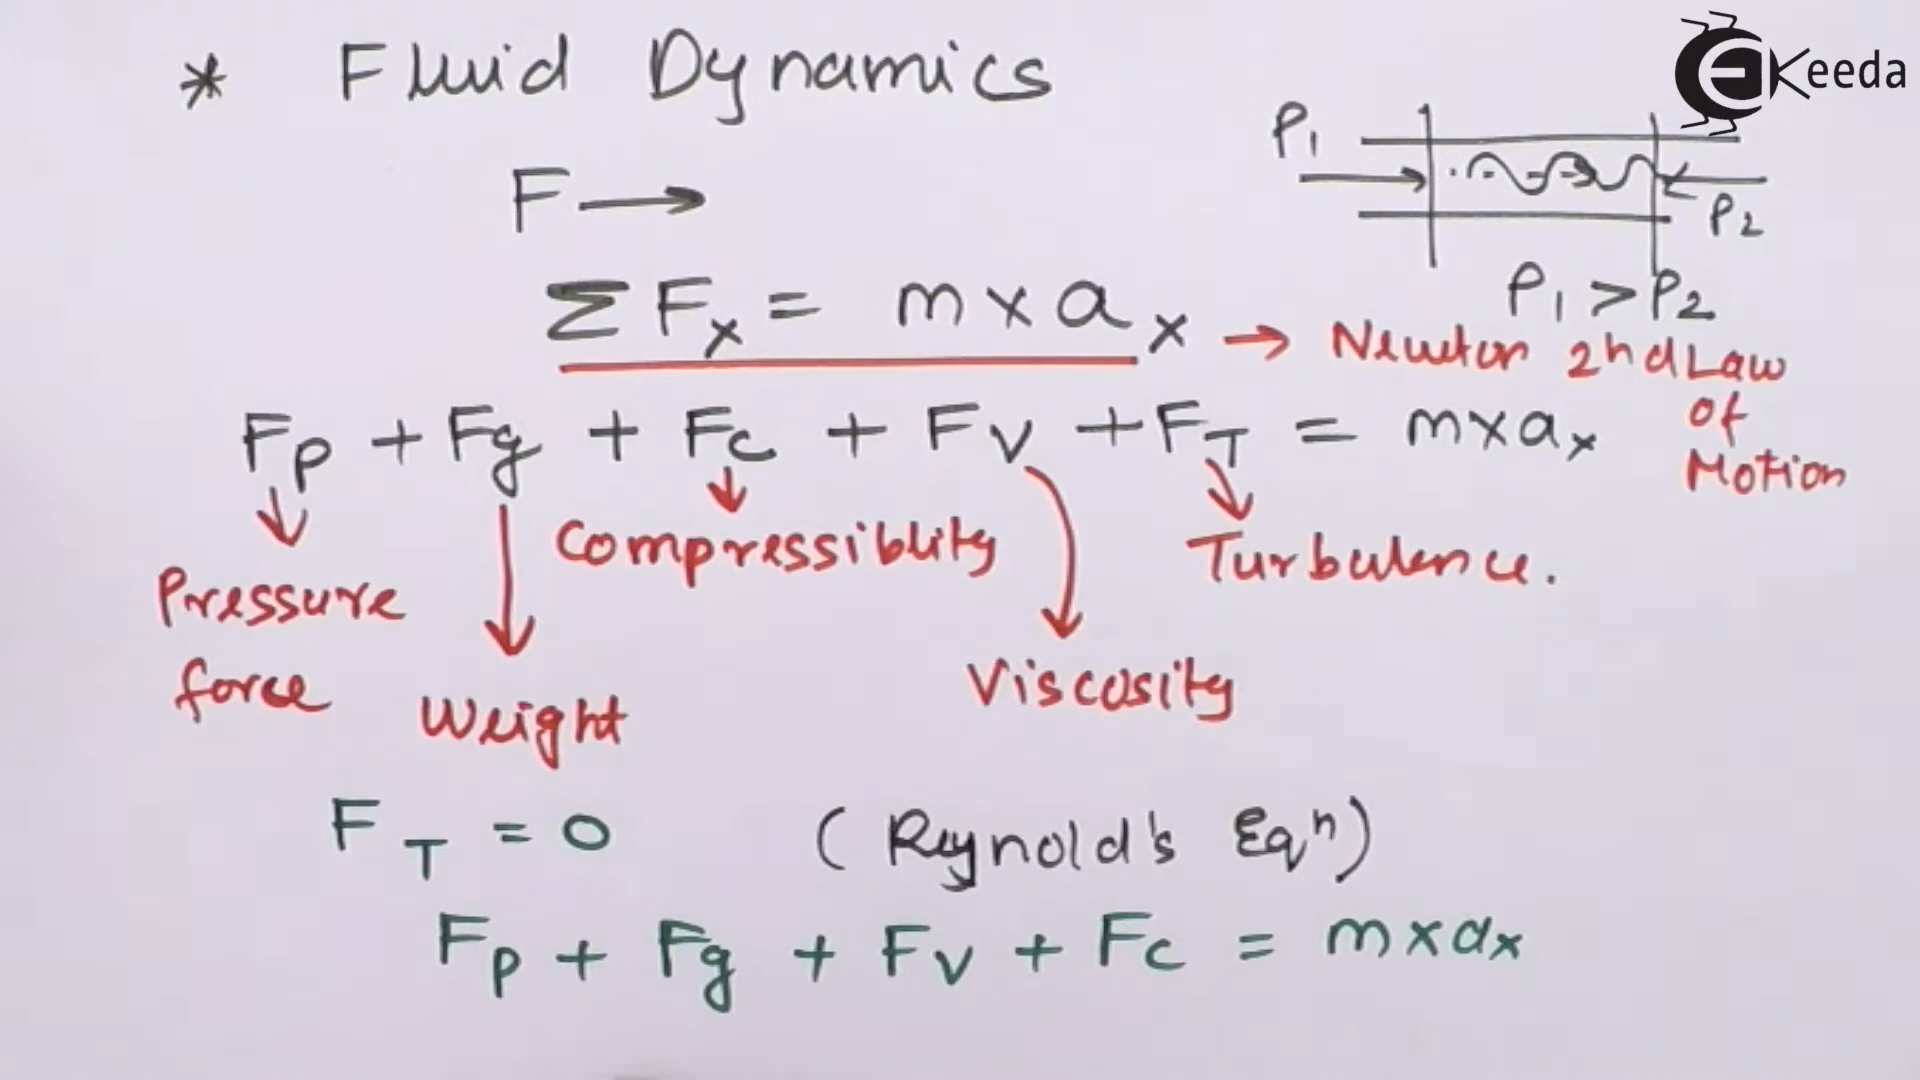 * Fluid Dynamics
Keeda
P1
F →
P2
P1 > P2
ΣFx = m x ax → Newton 2nd Law
of
Motion
Fp + Fg + Fc + Fv + FT = m x ax
Compressiblity
Turbulence.
Pressure
force
Weight
Viscosity
FT = 0 (Reynold's Eqn)
Fp + Fg + Fv + Fc = m x ax